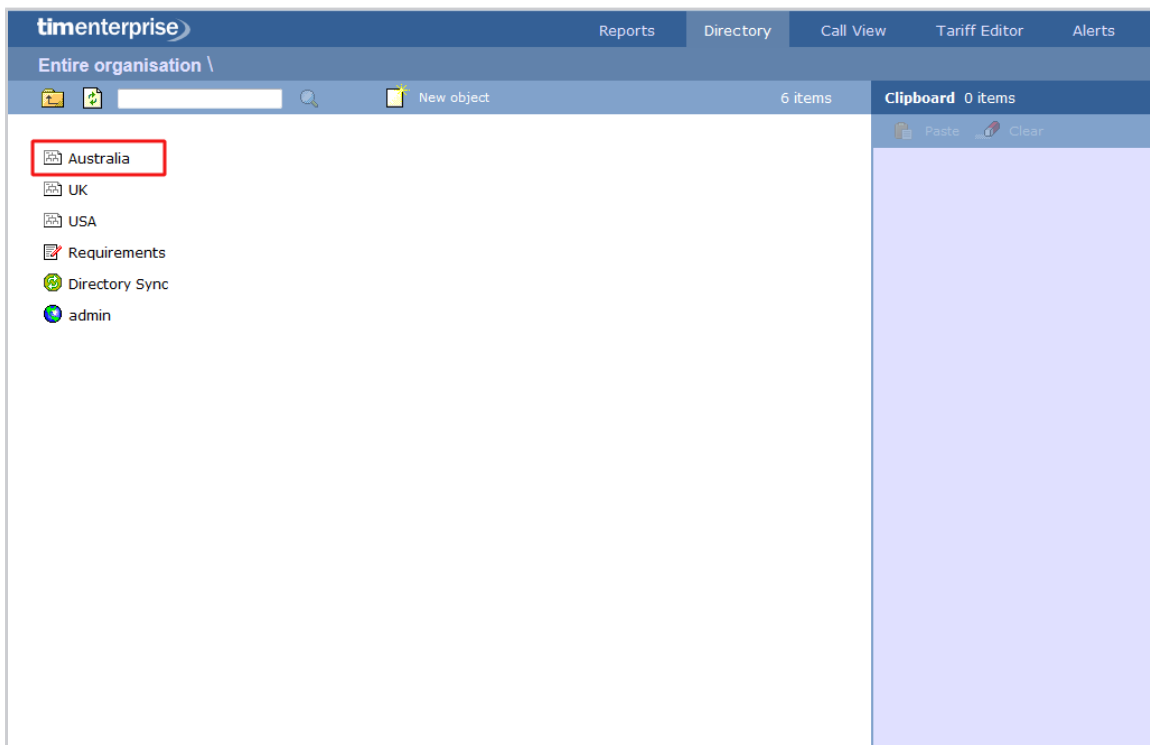 timenterprise
Reports Directory Call View Tariff Editor Alerts
Entire organisation \
New object 6 items Clipboard 0 items
Paste Clear
Australia
UK
USA
Requirements
Directory Sync
admin